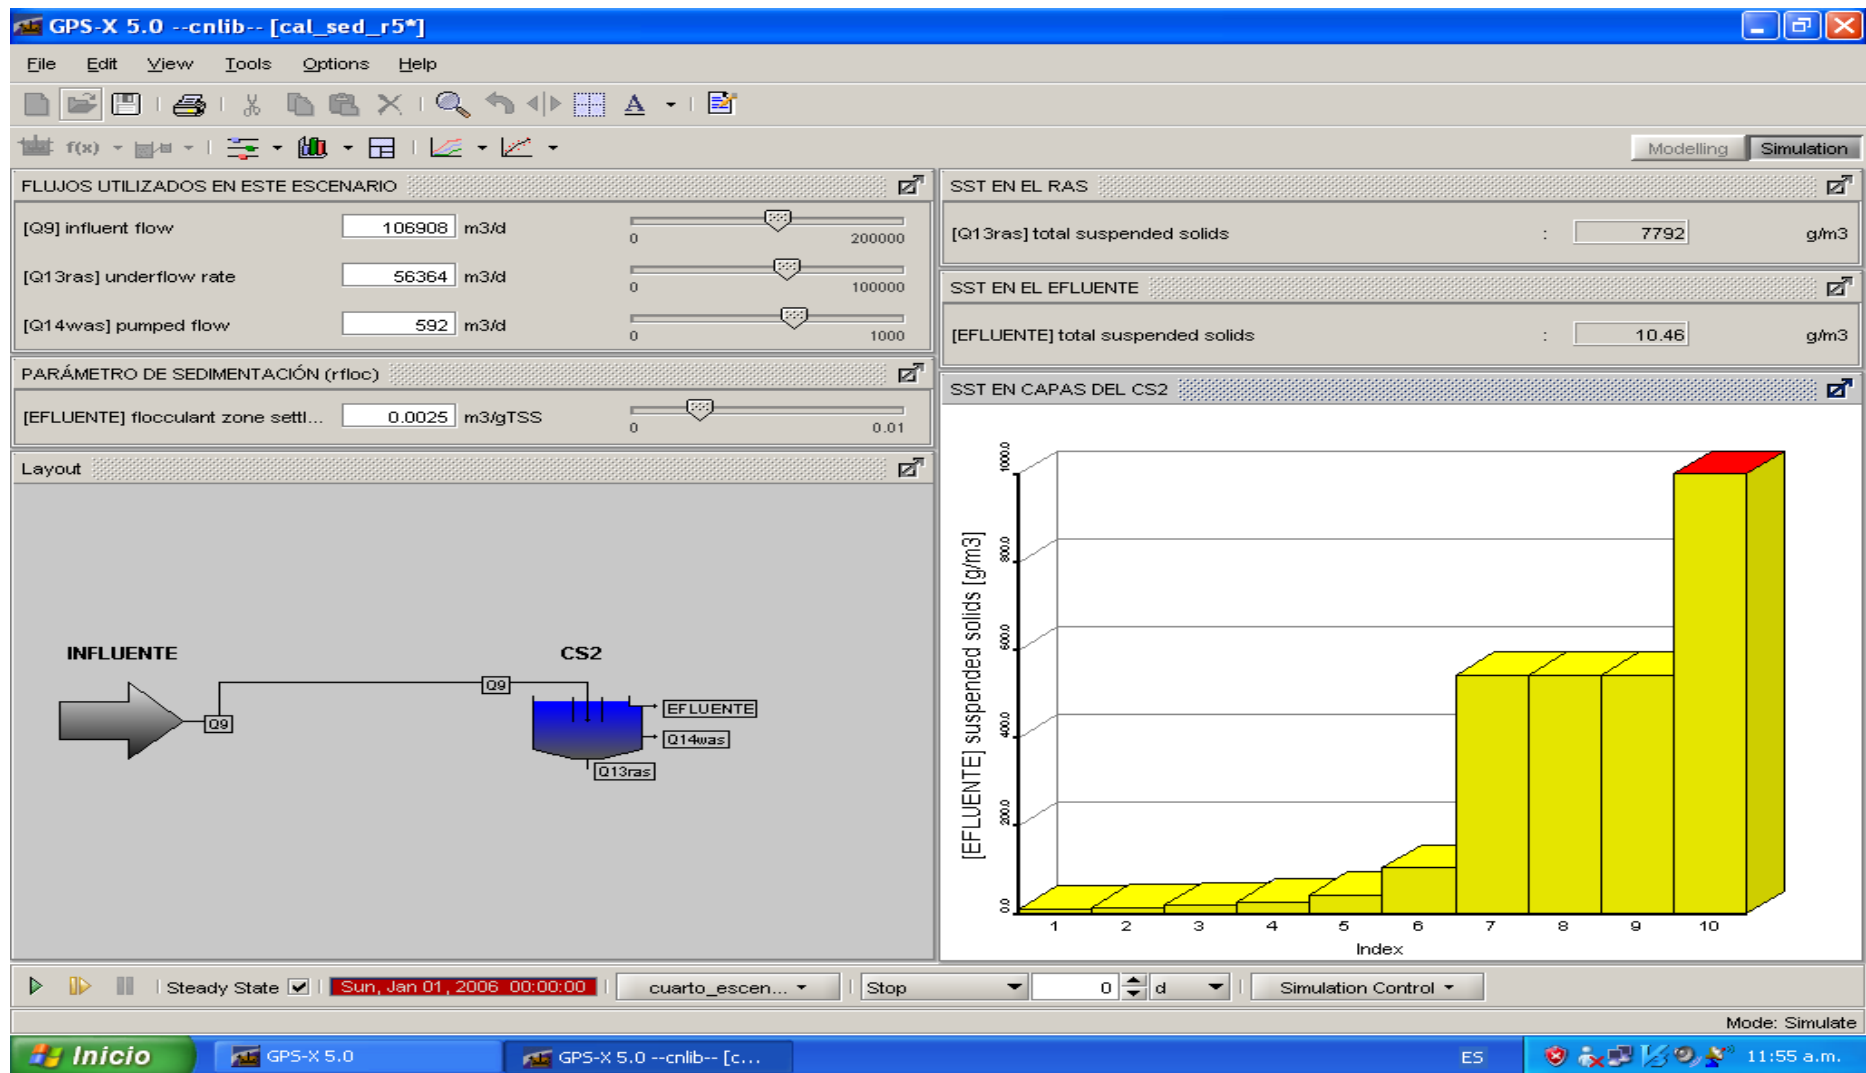 GPS-X 5.0 --cnlib-- [cal_sed_r5*]
File Edit View Tools Options Help
f(x)
Modelling Simulation
FLUJOS UTILIZADOS EN ESTE ESCENARIO
[Q9] influent flow 106908 m3/d 0 200000
[Q13ras] underflow rate 56364 m3/d 0 100000
[Q14was] pumped flow 592 m3/d 0 1000
PARÁMETRO DE SEDIMENTACIÓN (rfloc)
[EFLUENTE] flocculant zone settl... 0.0025 m3/gTSS 0 0.01
Layout
INFLUENTE
Q9
Q9
CS2
EFLUENTE
Q14was
Q13ras
SST EN EL RAS
[Q13ras] total suspended solids : 7792 g/m3
SST EN EL EFLUENTE
[EFLUENTE] total suspended solids : 10.46 g/m3
SST EN CAPAS DEL CS2
[EFLUENTE] suspended solids [g/m3]
1000.0
800.0
600.0
400.0
200.0
0.0
1 2 3 4 5 6 7 8 9 10
Index
Steady State Sun, Jan 01, 2006 00:00:00 cuarto_escen... Stop 0 d Simulation Control
Mode: Simulate
Inicio GPS-X 5.0 GPS-X 5.0 --cnlib-- [c... ES 11:55 a.m.